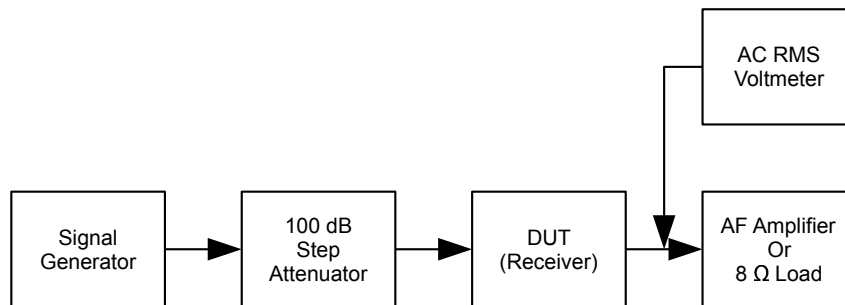 AC RMS
Voltmeter
Signal
Generator
100 dB
Step
Attenuator
DUT
(Receiver)
AF Amplifier
Or
8 Ω Load